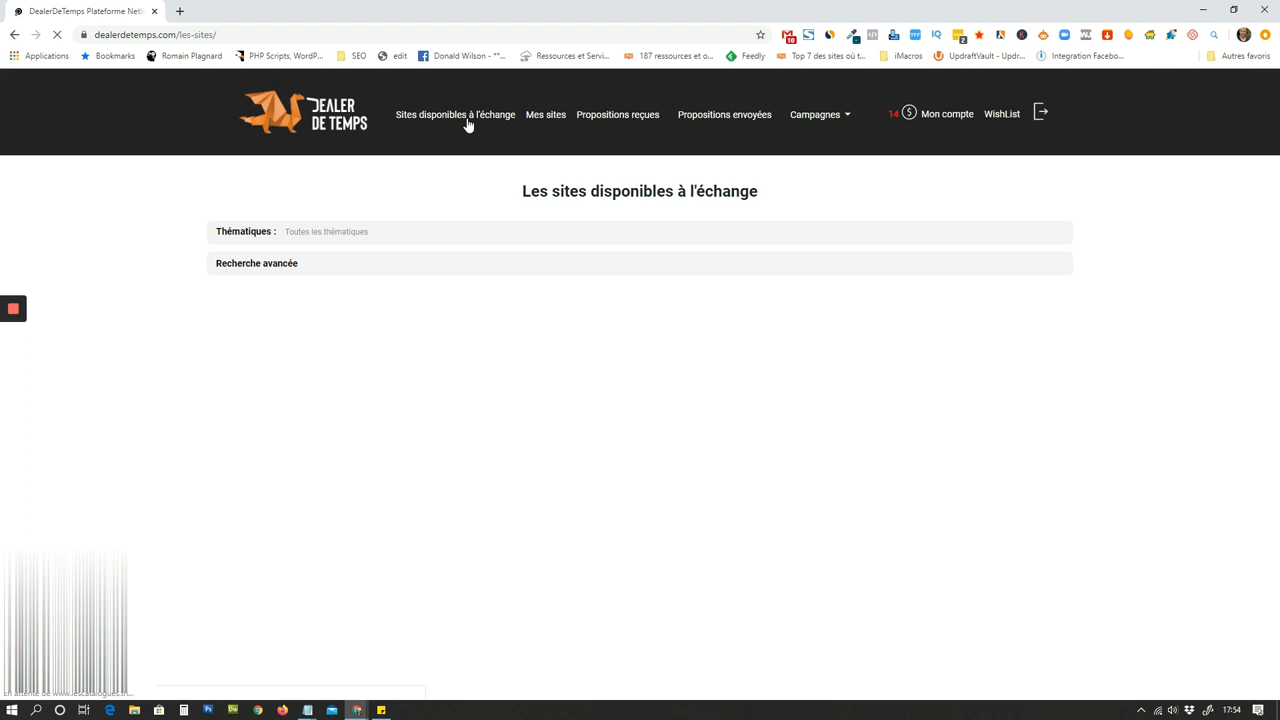 DealerDeTemps Plateforme Net
dealerdetemps.com/les-sites/
10
2
Applications
Bookmarks
Romain Plagnard
PHP Scripts, WordP...
SEO
edit
Donald Wilson - "**...
Ressources et Servi...
187 ressources et o...
Feedly
Top 7 des sites où t...
iMacros
UpdraftVault - Updr...
Integration Facebo...
Autres favoris
DEALER
DE TEMPS
Sites disponibles à l'échange
Mes sites
Propositions reçues
Propositions envoyées
Campagnes
14
Mon compte
WishList
Les sites disponibles à l'échange
Thématiques : Toutes les thématiques
Recherche avancée
17:54